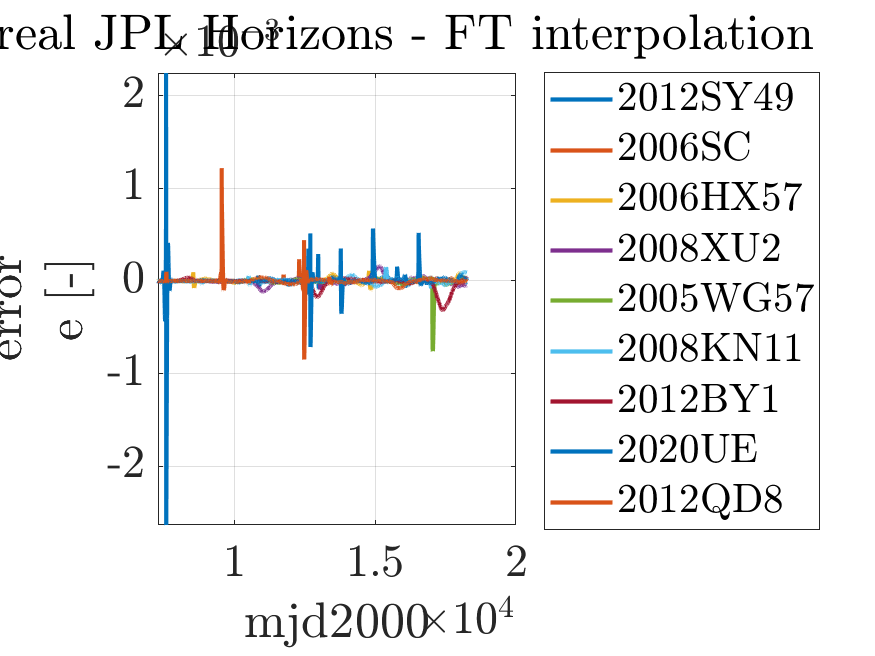 real JPL Horizons - FT interpolation
×10⁻³
2
1
0
-1
-2
error
e [-]
1
1.5
2
mjd2000
×10⁴
2012SY49
2006SC
2006HX57
2008XU2
2005WG57
2008KN11
2012BY1
2020UE
2012QD8